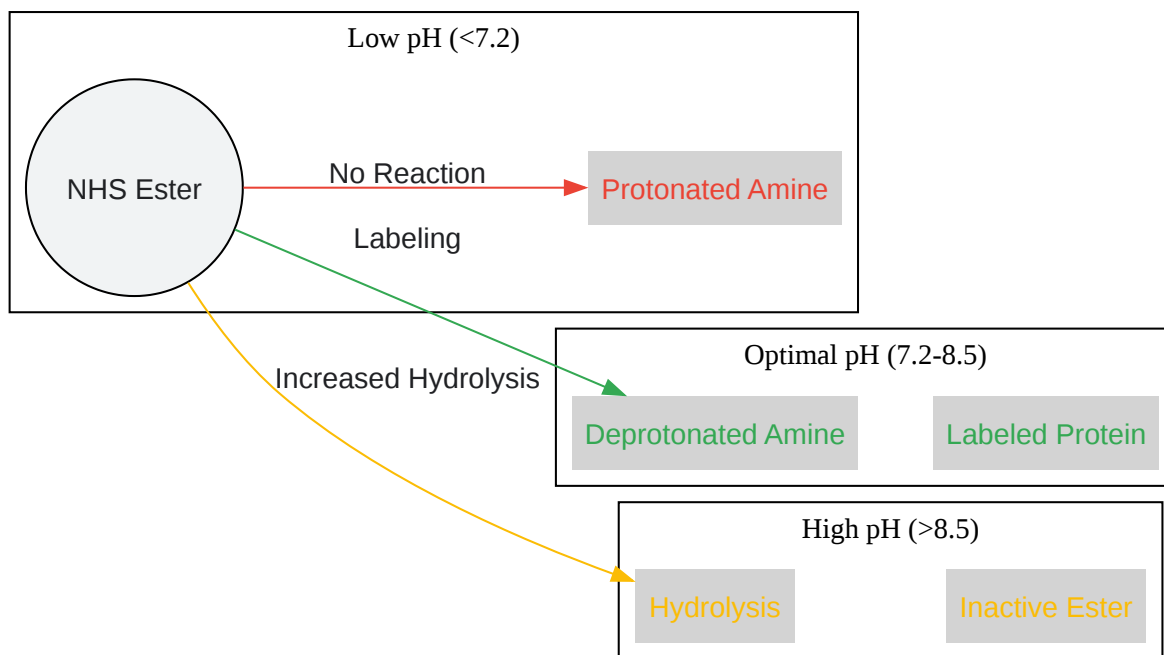 Low pH (<7.2)
NHS Ester
No Reaction
Protonated Amine
Labeling
Optimal pH (7.2-8.5)
Increased Hydrolysis
Deprotonated Amine
Labeled Protein
High pH (>8.5)
Hydrolysis
Inactive Ester